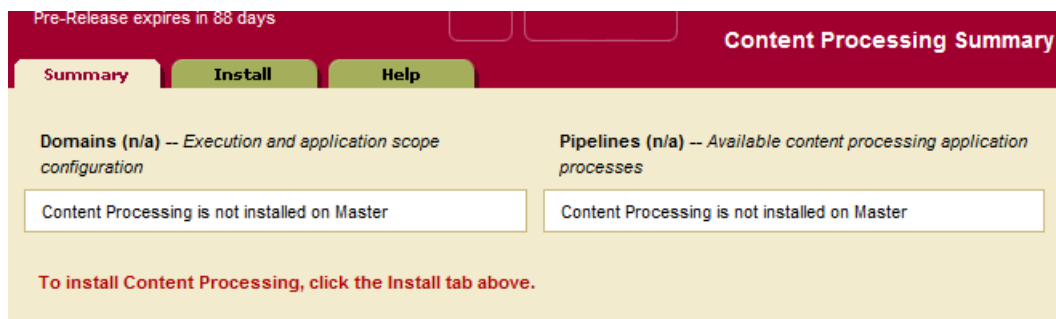 Pre-Release expires in 88 days
Content Processing Summary
Summary
Install
Help
Domains (n/a) -- Execution and application scope
configuration
Pipelines (n/a) -- Available content processing application
processes
Content Processing is not installed on Master
Content Processing is not installed on Master
To install Content Processing, click the Install tab above.